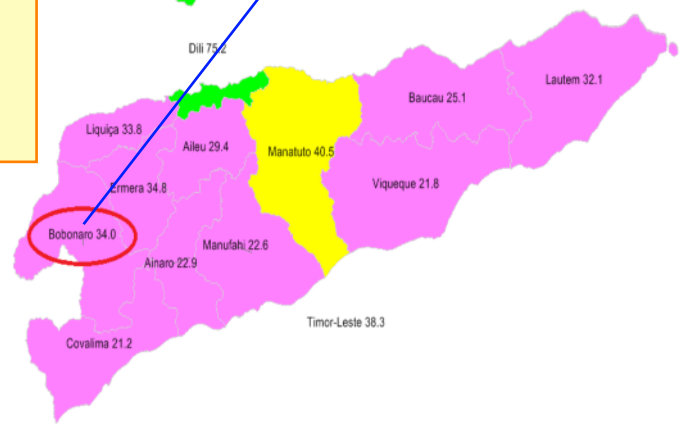 Dili 75.2
Lautem 32.1
Baucau 25.1
Liquiça 33.8
Aileu 29.4
Manatuto 40.5
Ermera 34.8
Viqueque 21.8
Bobonaro 34.0
Manufahi 22.6
Ainaro 22.9
Timor-Leste 38.3
Covalima 21.2